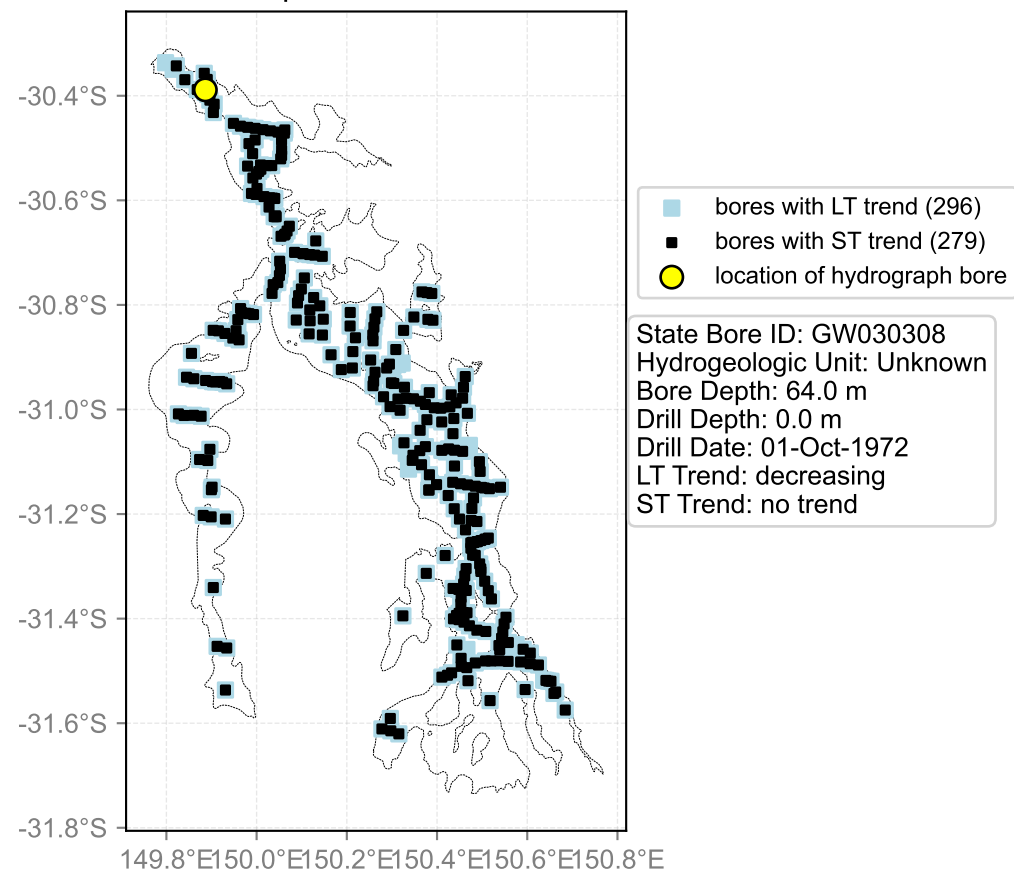 -30.4°S
-30.6°S
-30.8°S
-31.0°S
-31.2°S
-31.4°S
-31.6°S
-31.8°S
149.8°E150.0°E150.2°E150.4°E150.6°E150.8°E
bores with LT trend (296)
bores with ST trend (279)
location of hydrograph bore
State Bore ID: GW030308
Hydrogeologic Unit: Unknown
Bore Depth: 64.0 m
Drill Depth: 0.0 m
Drill Date: 01-Oct-1972
LT Trend: decreasing
ST Trend: no trend